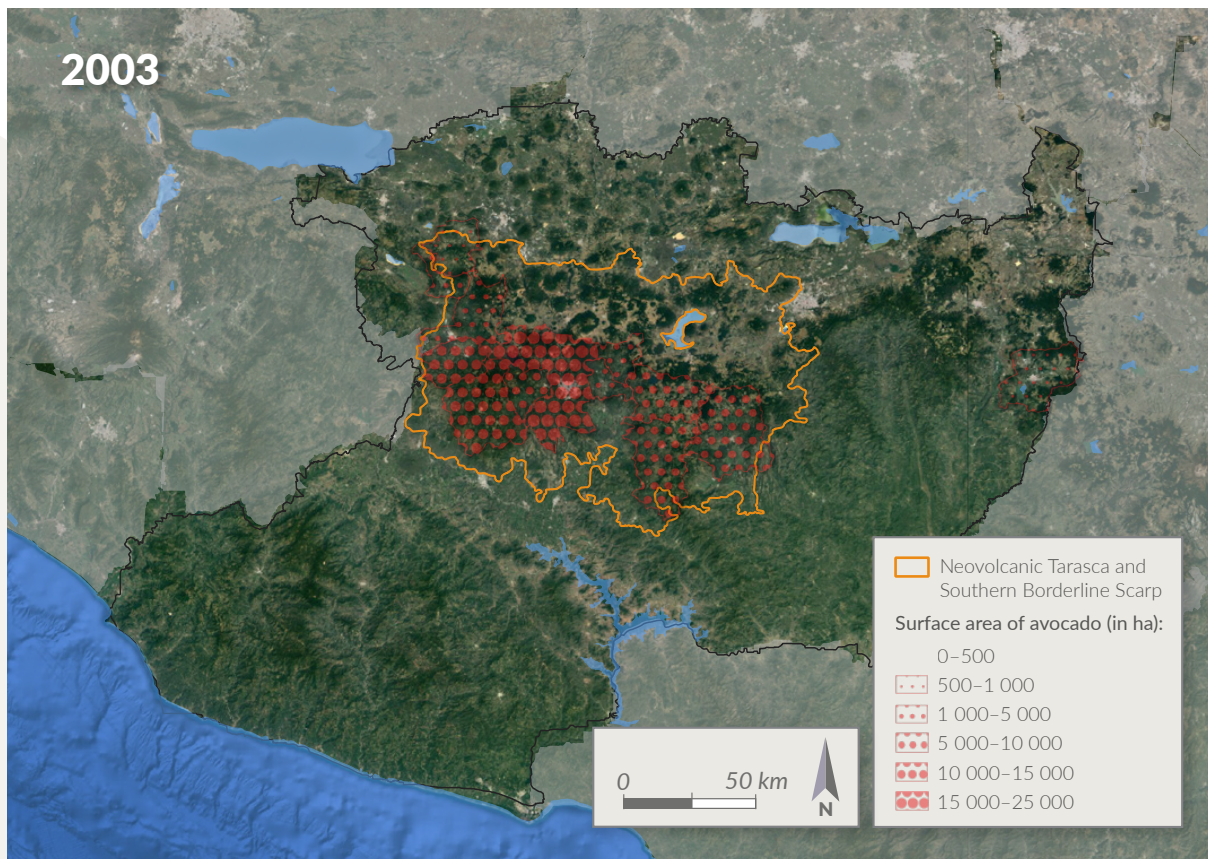 2003
Neovolcanic Tarasca and
Southern Borderline Scarp
Surface area of avocado (in ha):
0–500
500–1 000
1 000–5 000
5 000–10 000
10 000–15 000
15 000–25 000
0 50 km
N